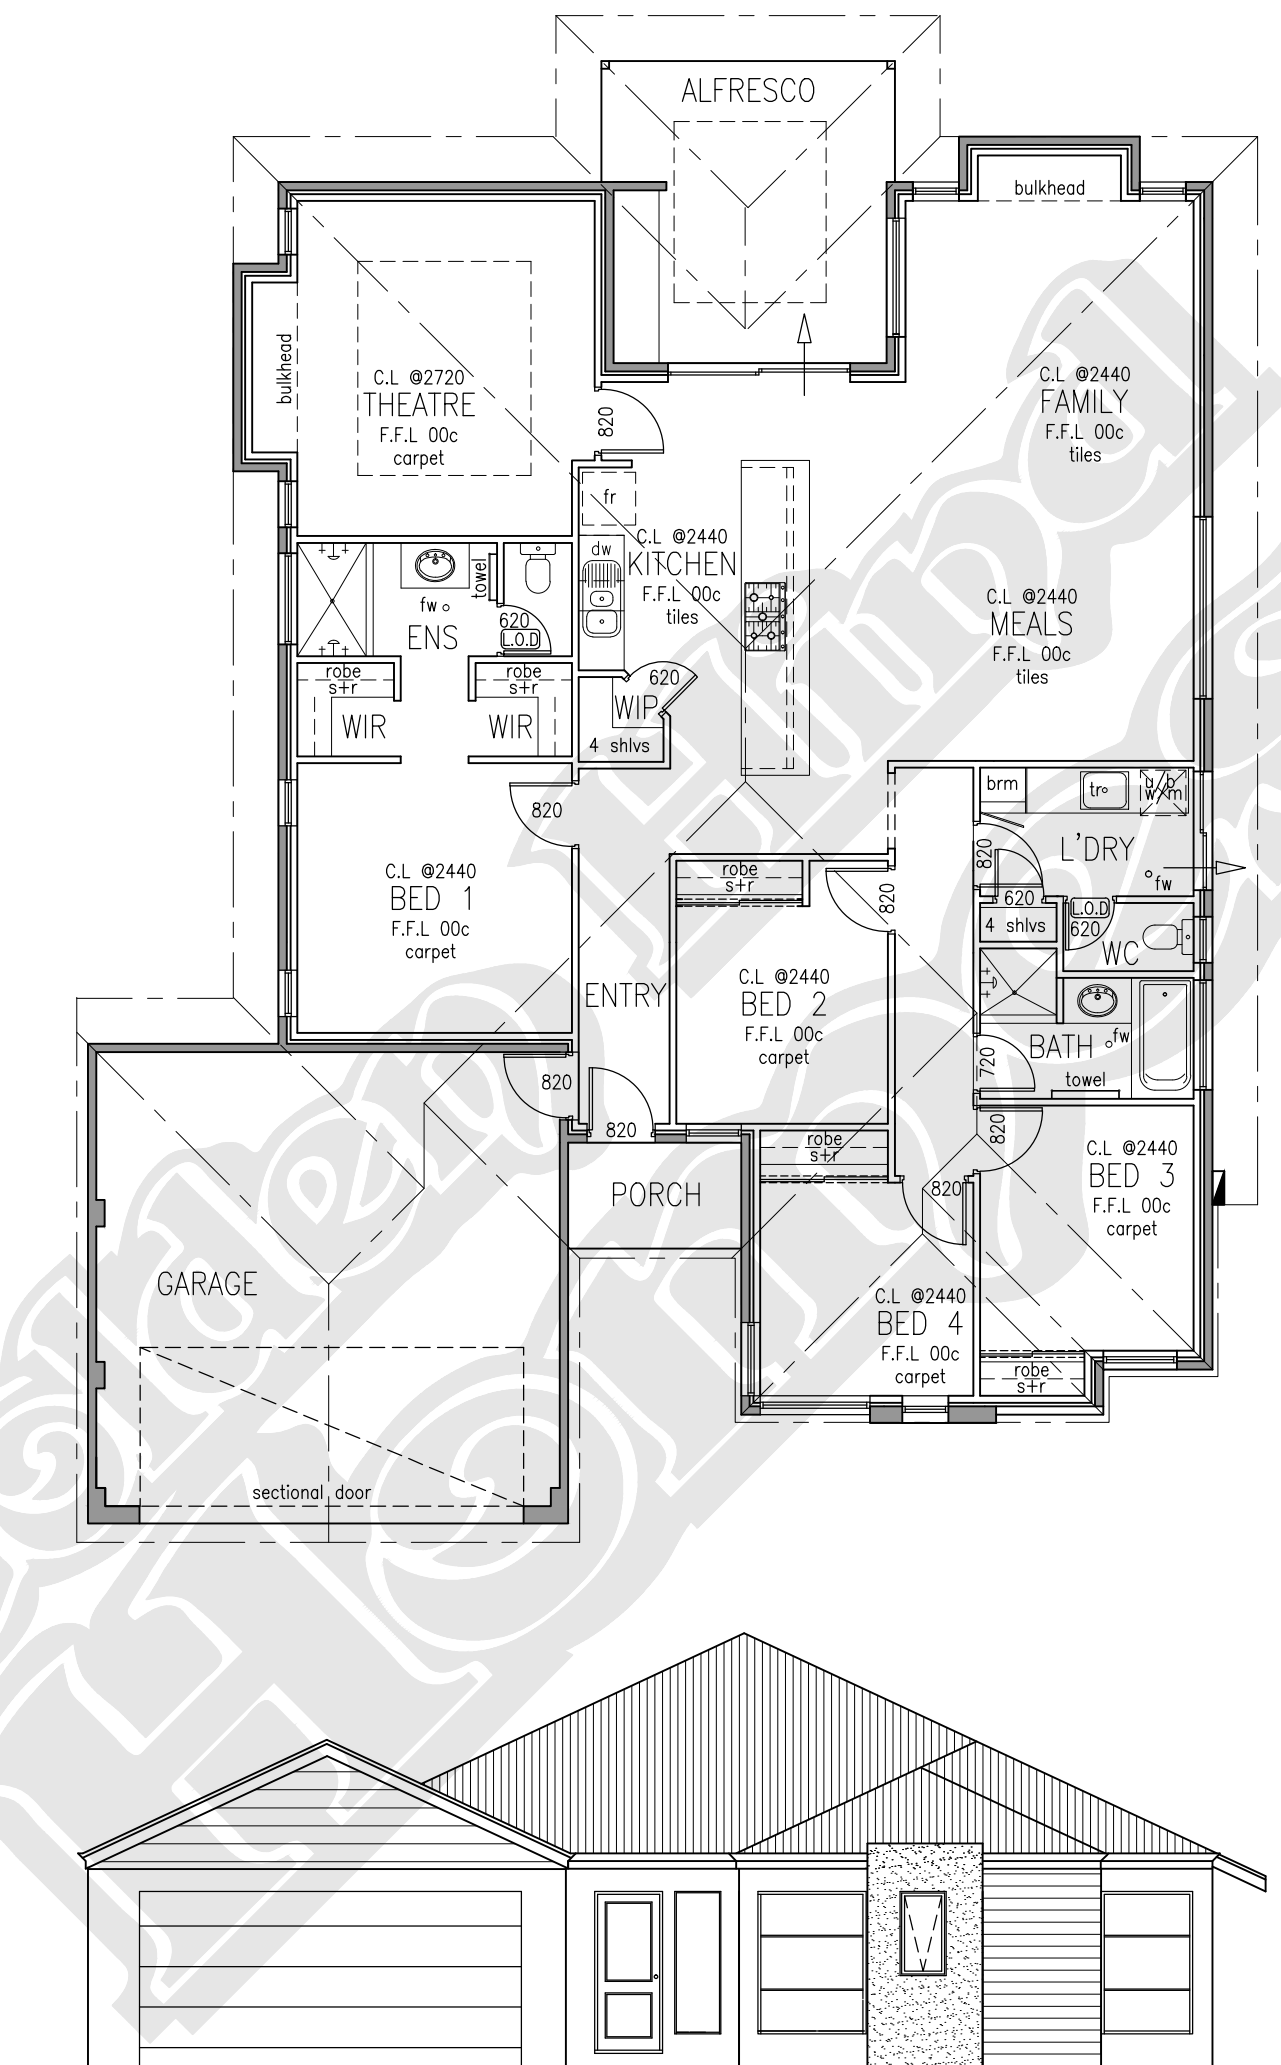 ALFRESCO
bulkhead
bulkhead
C.L @2720
THEATRE
F.F.L 00c
carpet
820
C.L @2440
FAMILY
F.F.L 00c
tiles
fr
dw
C.L @2440
KITCHEN
F.F.L 00c
tiles
towel
fw
ENS
620
L.O.D
C.L @2440
MEALS
F.F.L 00c
tiles
robe
s+r
robe
s+r
WIR
WIR
620
WIP
4 shlvs
820
brm
tr
wm
L'DRY
820
fw
C.L @2440
BED 1
F.F.L 00c
carpet
robe
s+r
820
620
4 shlvs
L.O.D
620
WC
ENTRY
C.L @2440
BED 2
F.F.L 00c
carpet
BATH
fw
720
towel
820
820
820
robe
s+r
C.L @2440
BED 3
F.F.L 00c
carpet
PORCH
820
GARAGE
C.L @2440
BED 4
F.F.L 00c
carpet
robe
s+r
sectional door